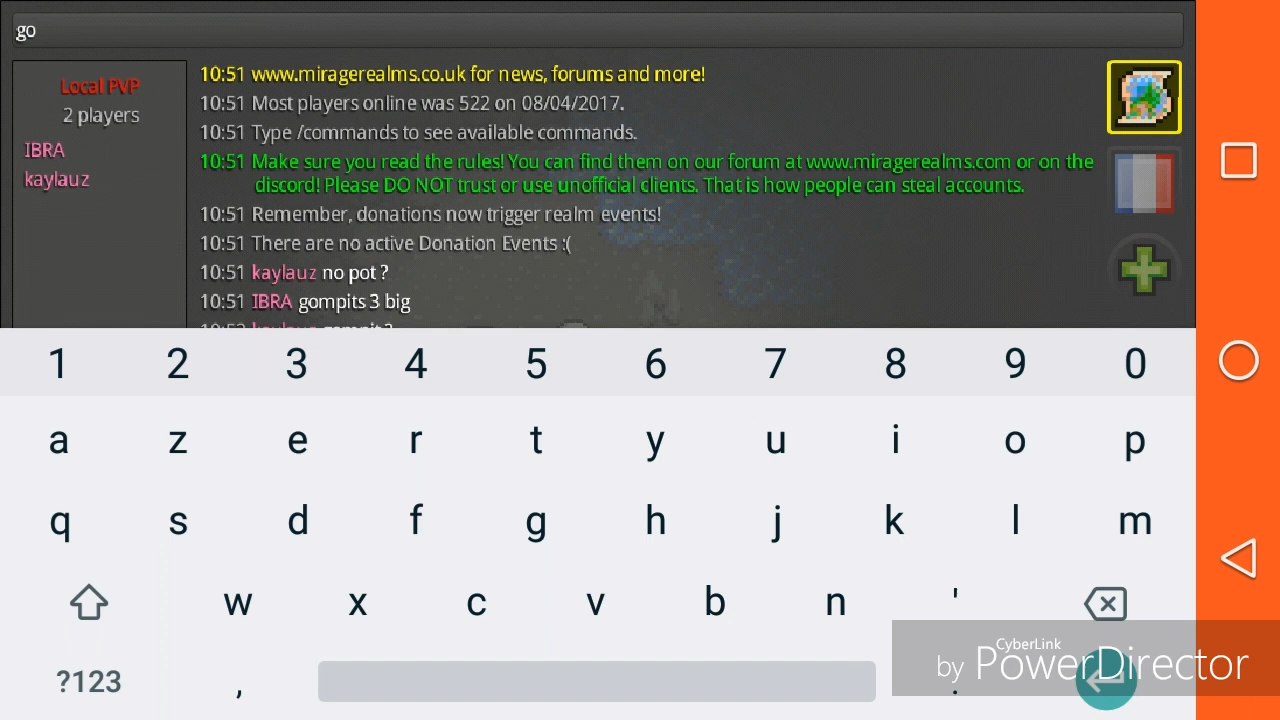 go
Local PVP
2 players
IBRA
kaylauz
10:51 www.miragerealms.co.uk for news, forums and more!
10:51 Most players online was 522 on 08/04/2017.
10:51 Type /commands to see available commands.
10:51 Make sure you read the rules! You can find them on our forum at www.miragerealms.com or on the
discord! Please DO NOT trust or use unofficial clients. That is how people can steal accounts.
10:51 Remember, donations now trigger realm events!
10:51 There are no active Donation Events :(
10:51 kaylauz no pot ?
10:51 IBRA gompits 3 big
1 2 3 4 5 6 7 8 9 0
a z e r t y u i o p
q s d f g h j k l m
w x c v b n '
?123 , .
CyberLink
by PowerDirector